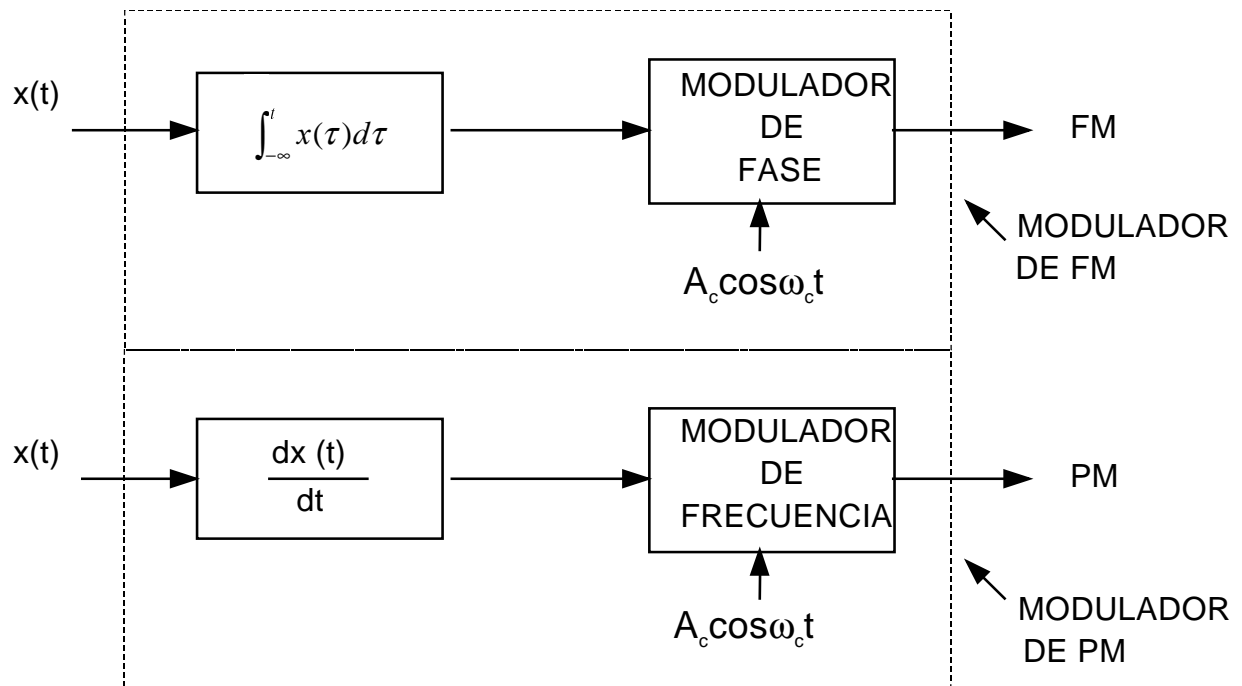 x(t)
∫_{-∞}^{t} x(τ)dτ
MODULADOR
DE
FASE
FM
A_c cosω_c t
MODULADOR
DE FM
x(t)
dx (t)
dt
MODULADOR
DE
FRECUENCIA
PM
A_c cosω_c t
MODULADOR
DE PM